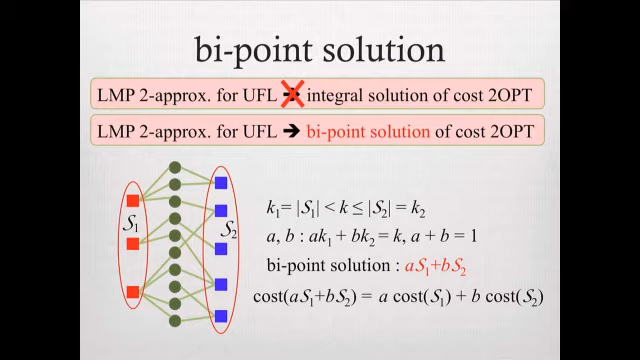 bi-point solution
LMP 2-approx. for UFL ➔ integral solution of cost 2OPT
LMP 2-approx. for UFL ➔ bi-point solution of cost 2OPT
S₁
S₂
k₁= |S₁| < k ≤ |S₂| = k₂
a, b : ak₁ + bk₂ = k, a + b = 1
bi-point solution : aS₁+bS₂
cost(aS₁+bS₂) = a cost(S₁) + b cost(S₂)